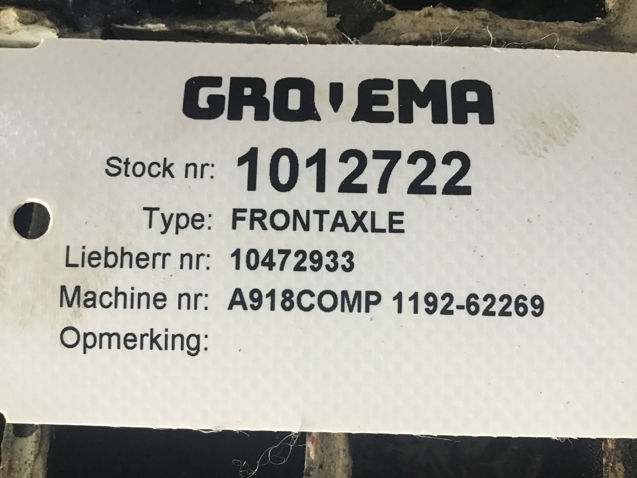 GROVEMA
Stock nr: 1012722
Type: FRONTAXLE
Liebherr nr: 10472933
Machine nr: A918COMP 1192-62269
Opmerking: